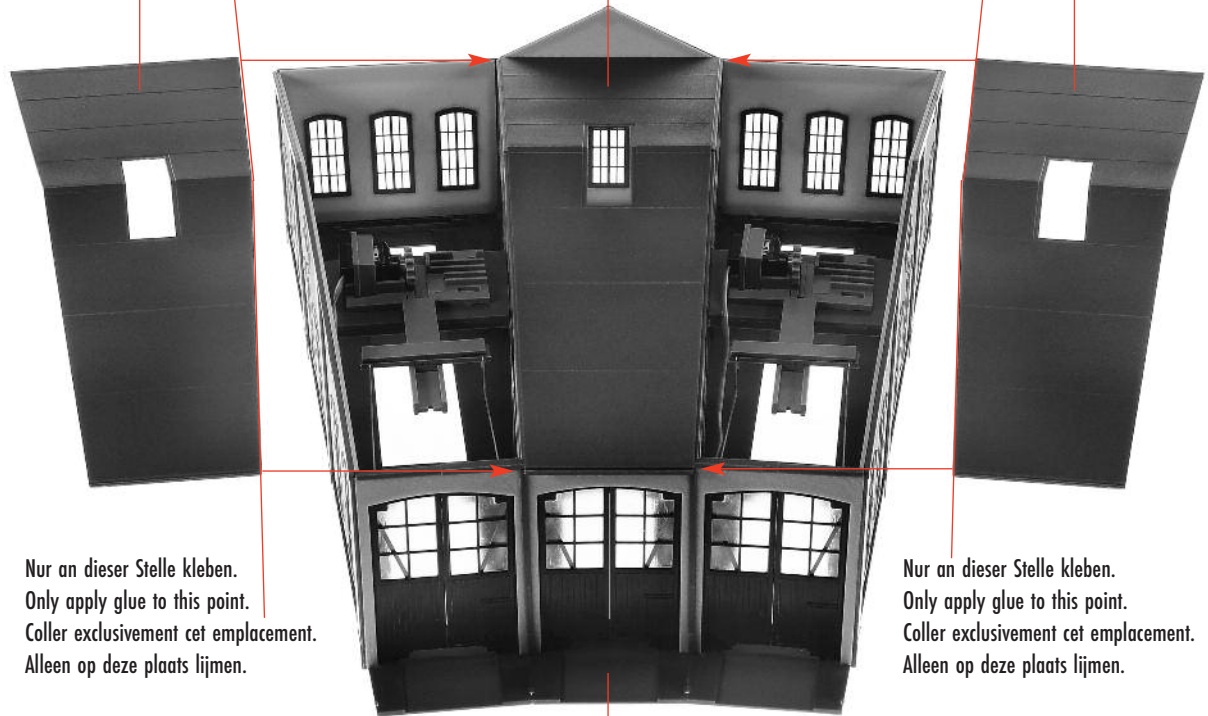 Nur an dieser Stelle kleben.
Only apply glue to this point.
Coller exclusivement cet emplacement.
Alleen op deze plaats lijmen.
Nur an dieser Stelle kleben.
Only apply glue to this point.
Coller exclusivement cet emplacement.
Alleen op deze plaats lijmen.